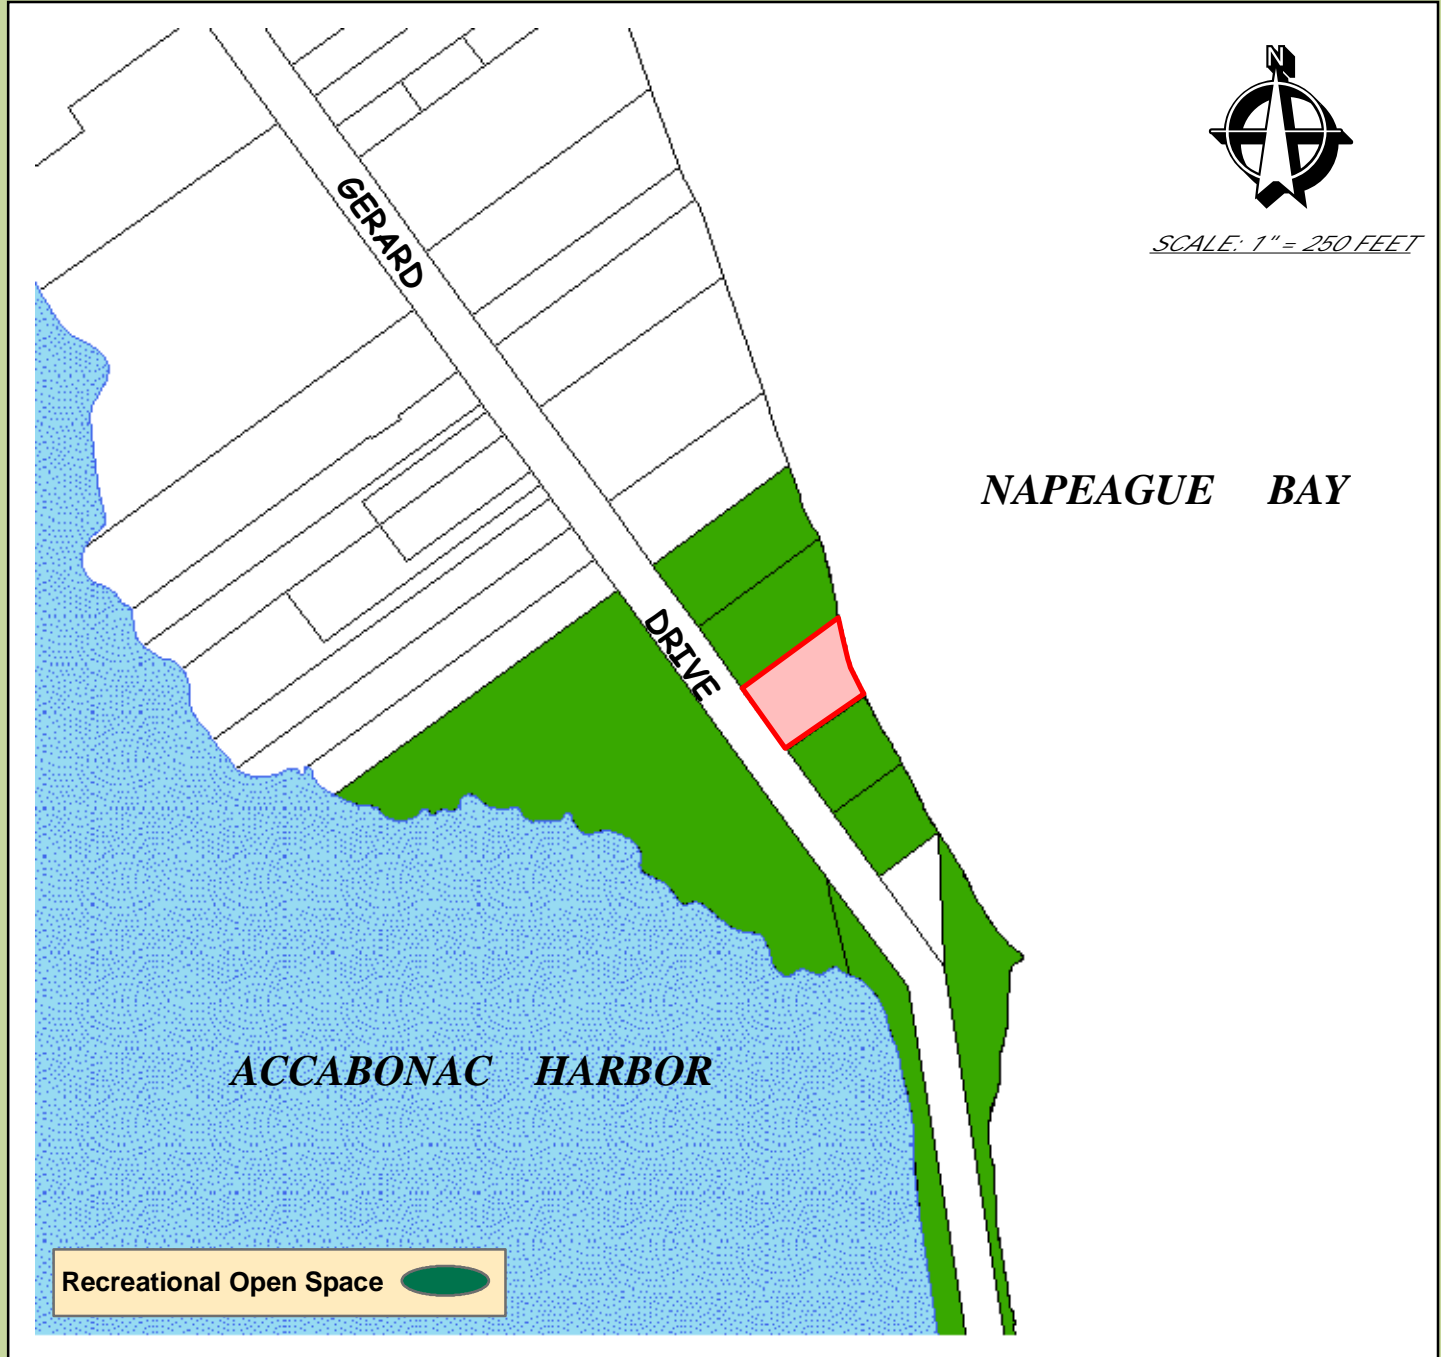 N
SCALE: 1" = 250 FEET
GERARD
NAPEAGUE BAY
DRIVE
ACCABONAC HARBOR
Recreational Open Space